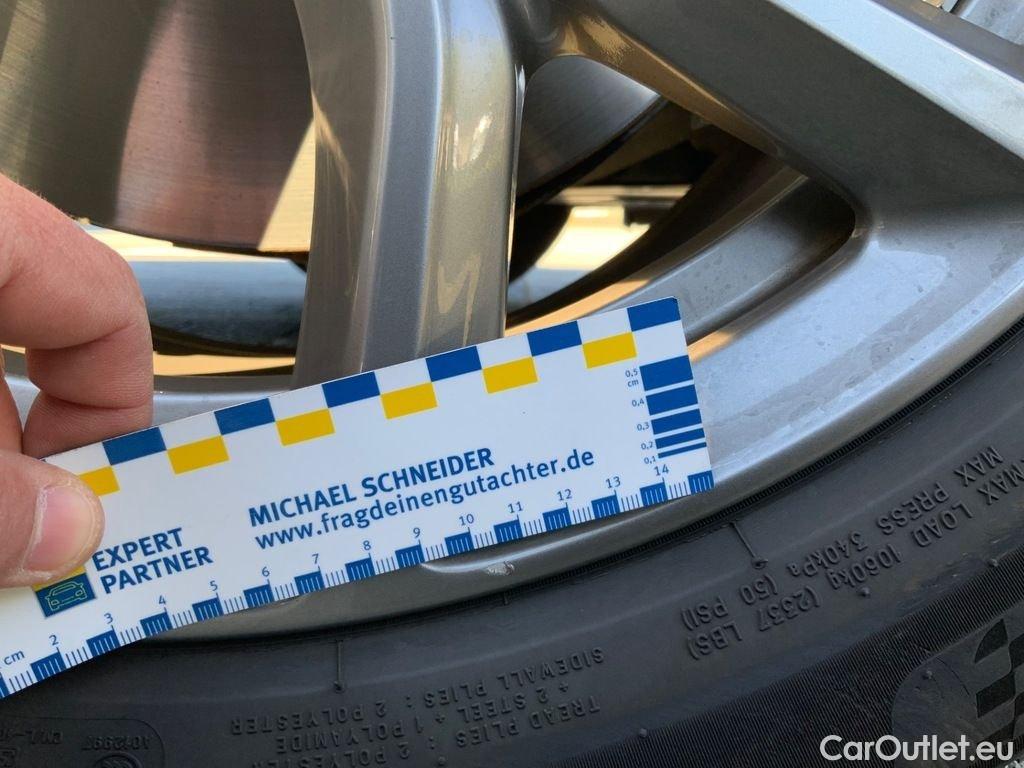 MICHAEL SCHNEIDER
www.fragdeinengutachter.de
EXPERT
PARTNER
cm 2 3 4 5 6 7 8 9 10 11 12 13 14
0,5
cm
0,4
0,3
0,2
0,1
MAX LOAD 1060kg (2337 LBS)
MAX PRESS 340kPa (50 PSI)
TREAD PLIES : 2 POLYESTER
+ 2 STEEL + 1 POLYAMIDE
SIDEWALL PLIES : 2 POLYESTER
CarOutlet.eu